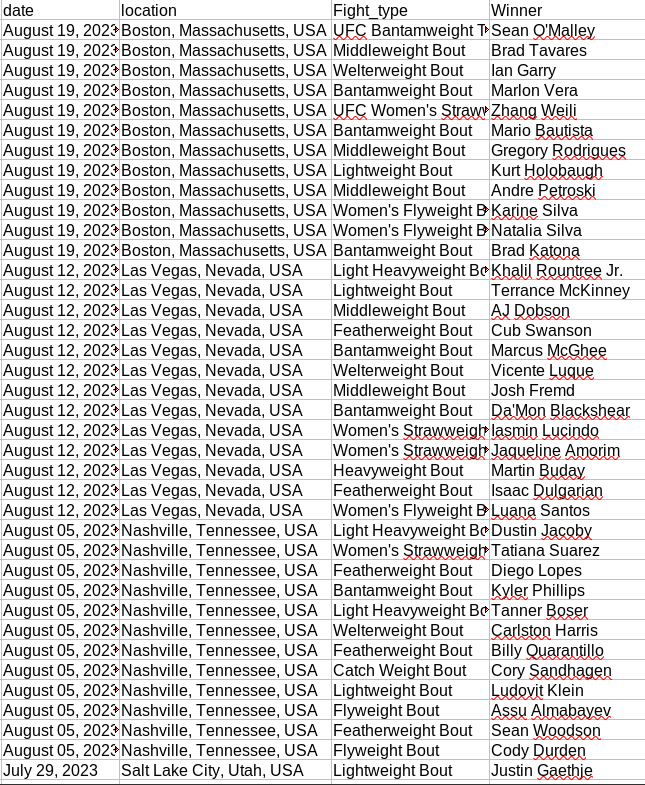 date location Fight_type Winner
August 19, 2023 Boston, Massachusetts, USA UFC Bantamweight T Sean O'Malley
August 19, 2023 Boston, Massachusetts, USA Middleweight Bout Brad Tavares
August 19, 2023 Boston, Massachusetts, USA Welterweight Bout Ian Garry
August 19, 2023 Boston, Massachusetts, USA Bantamweight Bout Marlon Vera
August 19, 2023 Boston, Massachusetts, USA UFC Women's Straw Zhang Weili
August 19, 2023 Boston, Massachusetts, USA Bantamweight Bout Mario Bautista
August 19, 2023 Boston, Massachusetts, USA Middleweight Bout Gregory Rodrigues
August 19, 2023 Boston, Massachusetts, USA Lightweight Bout Kurt Holobaugh
August 19, 2023 Boston, Massachusetts, USA Middleweight Bout Andre Petroski
August 19, 2023 Boston, Massachusetts, USA Women's Flyweight B Karine Silva
August 19, 2023 Boston, Massachusetts, USA Women's Flyweight B Natalia Silva
August 19, 2023 Boston, Massachusetts, USA Bantamweight Bout Brad Katona
August 12, 2023 Las Vegas, Nevada, USA Light Heavyweight Bo Khalil Rountree Jr.
August 12, 2023 Las Vegas, Nevada, USA Lightweight Bout Terrance McKinney
August 12, 2023 Las Vegas, Nevada, USA Middleweight Bout AJ Dobson
August 12, 2023 Las Vegas, Nevada, USA Featherweight Bout Cub Swanson
August 12, 2023 Las Vegas, Nevada, USA Bantamweight Bout Marcus McGhee
August 12, 2023 Las Vegas, Nevada, USA Welterweight Bout Vicente Luque
August 12, 2023 Las Vegas, Nevada, USA Middleweight Bout Josh Fremd
August 12, 2023 Las Vegas, Nevada, USA Bantamweight Bout Da'Mon Blackshear
August 12, 2023 Las Vegas, Nevada, USA Women's Strawweigh Iasmin Lucindo
August 12, 2023 Las Vegas, Nevada, USA Women's Strawweigh Jaqueline Amorim
August 12, 2023 Las Vegas, Nevada, USA Heavyweight Bout Martin Buday
August 12, 2023 Las Vegas, Nevada, USA Featherweight Bout Isaac Dulgarian
August 12, 2023 Las Vegas, Nevada, USA Women's Flyweight B Luana Santos
August 05, 2023 Nashville, Tennessee, USA Light Heavyweight Bo Dustin Jacoby
August 05, 2023 Nashville, Tennessee, USA Women's Strawweigh Tatiana Suarez
August 05, 2023 Nashville, Tennessee, USA Featherweight Bout Diego Lopes
August 05, 2023 Nashville, Tennessee, USA Bantamweight Bout Kyler Phillips
August 05, 2023 Nashville, Tennessee, USA Light Heavyweight Bo Tanner Boser
August 05, 2023 Nashville, Tennessee, USA Welterweight Bout Carlston Harris
August 05, 2023 Nashville, Tennessee, USA Featherweight Bout Billy Quarantillo
August 05, 2023 Nashville, Tennessee, USA Catch Weight Bout Cory Sandhagen
August 05, 2023 Nashville, Tennessee, USA Lightweight Bout Ludovit Klein
August 05, 2023 Nashville, Tennessee, USA Flyweight Bout Assu Almabayev
August 05, 2023 Nashville, Tennessee, USA Featherweight Bout Sean Woodson
August 05, 2023 Nashville, Tennessee, USA Flyweight Bout Cody Durden
July 29, 2023 Salt Lake City, Utah, USA Lightweight Bout Justin Gaethje